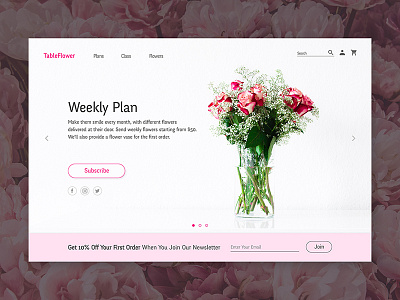 TableFlower Plans Class Flowers Search
Weekly Plan
Make them smile every month, with different flowers
delivered at their door. Send weekly flowers starting from $50.
We'll also provide a flower vase for the first order.
Subscribe
Get 10% Off Your First Order When You Join Our Newsletter Enter Your Email Join